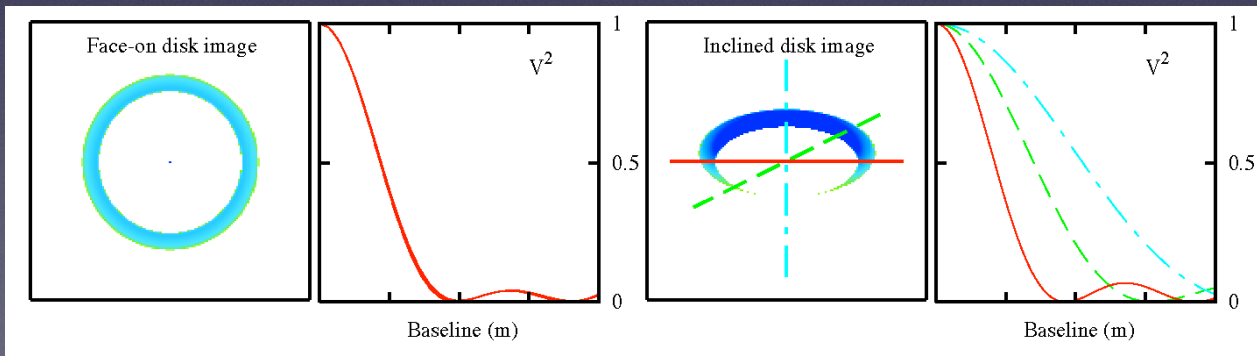 Face-on disk image
V²
1
0.5
0
Baseline (m)
Inclined disk image
V²
1
0.5
0
Baseline (m)